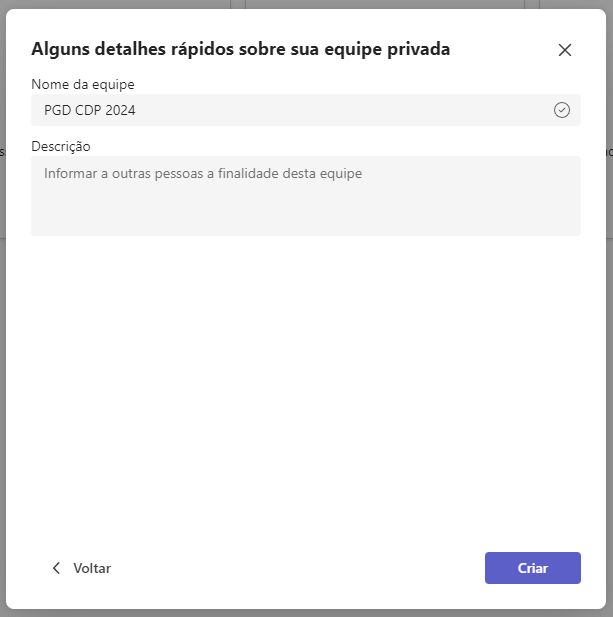 Alguns detalhes rápidos sobre sua equipe privada
Nome da equipe
PGD CDP 2024
Descrição
Informar a outras pessoas a finalidade desta equipe
Voltar
Criar